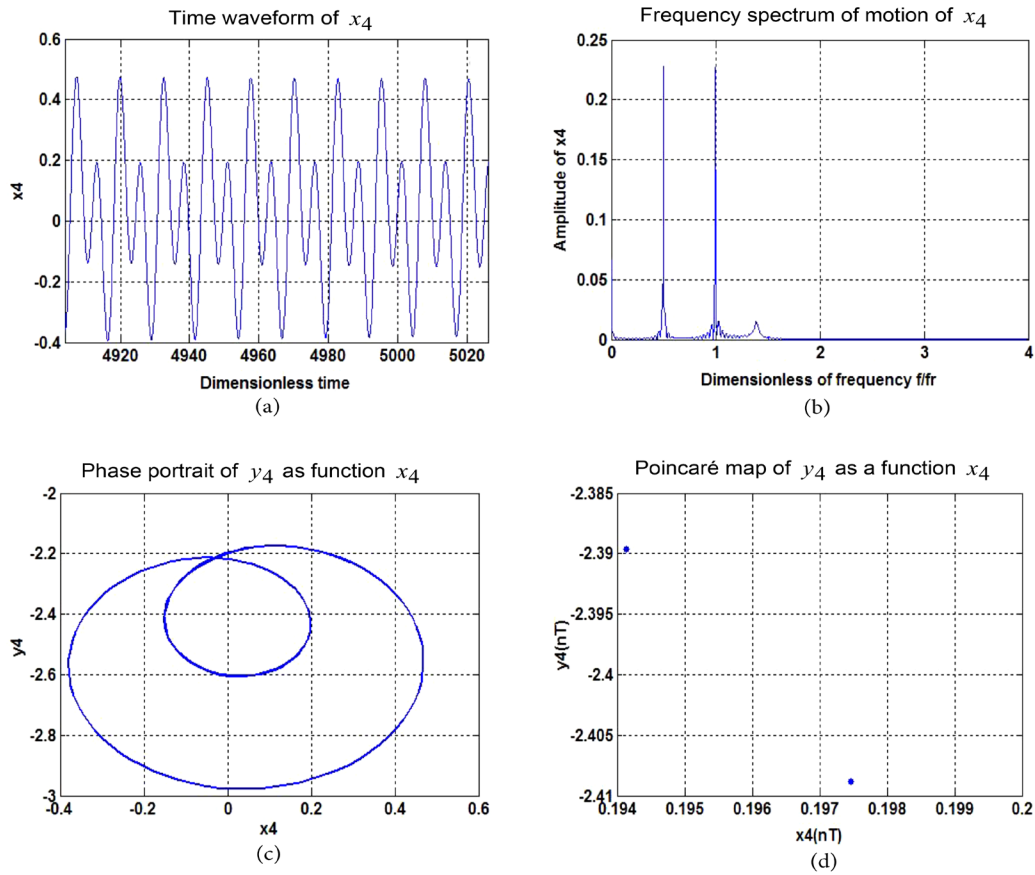 Time waveform of x4
0.6
0.4
0.2
0
-0.2
-0.4
x4
4920 4940 4960 4980 5000 5020
Dimensionless time
(a)
Frequency spectrum of motion of x4
0.25
0.2
0.15
0.1
0.05
0
Amplitude of x4
0 1 2 3 4
Dimensionless of frequency f/fr
(b)
Phase portrait of y4 as function x4
-2
-2.2
-2.4
-2.6
-2.8
-3
y4
-0.4 -0.2 0 0.2 0.4 0.6
x4
(c)
Poincaré map of y4 as a function x4
-2.385
-2.39
-2.395
-2.4
-2.405
-2.41
y4(nT)
0.194 0.195 0.196 0.197 0.198 0.199 0.2
x4(nT)
(d)